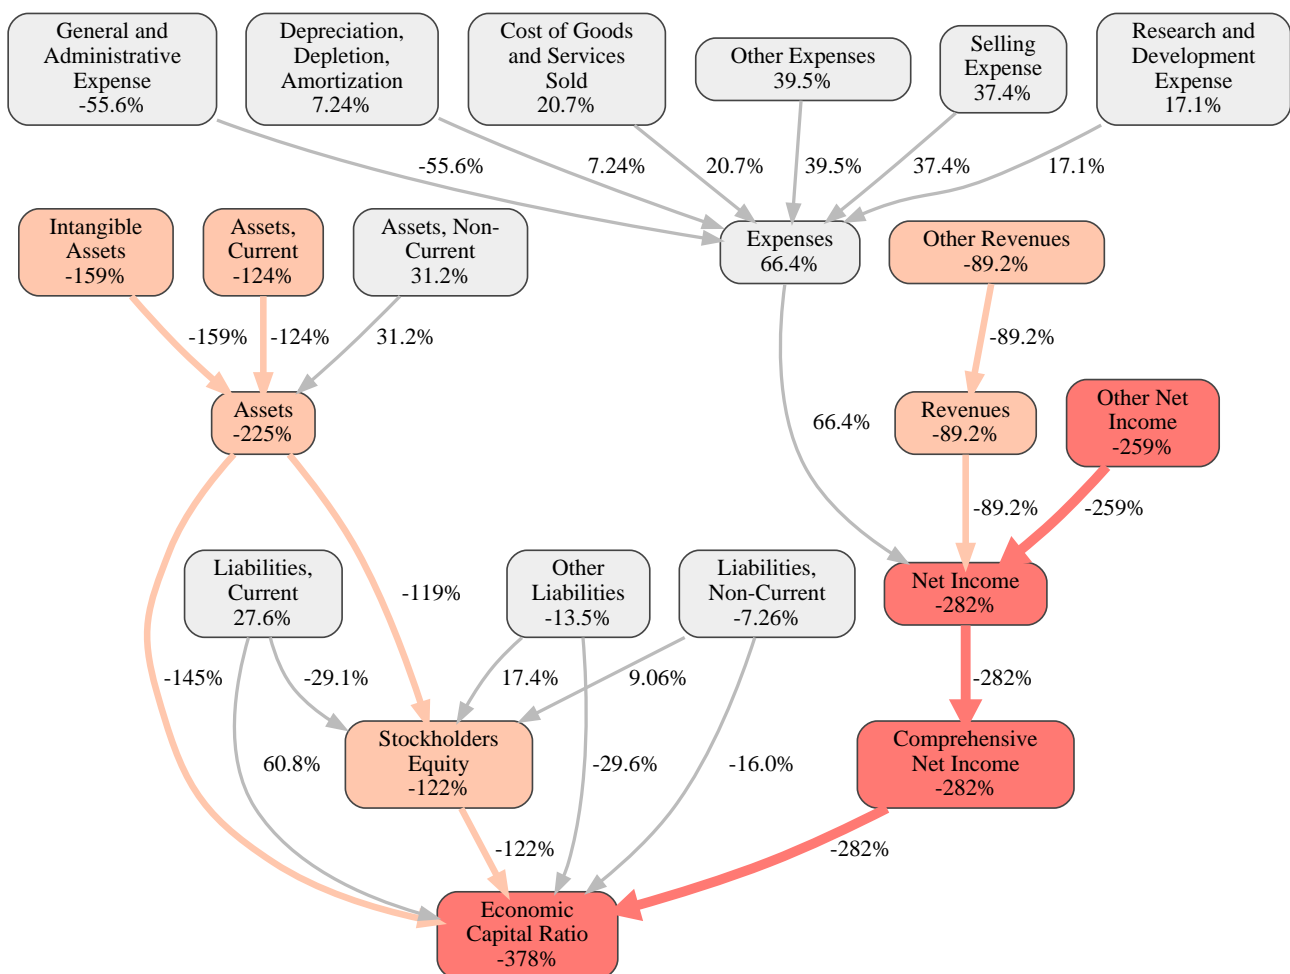 General and
Administrative
Expense
-55.6%
Depreciation,
Depletion,
Amortization
7.24%
Cost of Goods
and Services
Sold
20.7%
Other Expenses
39.5%
Selling
Expense
37.4%
Research and
Development
Expense
17.1%
-55.6%
7.24%
20.7%
39.5%
37.4%
17.1%
Intangible
Assets
-159%
Assets,
Current
-124%
Assets, Non-
Current
31.2%
Expenses
66.4%
Other Revenues
-89.2%
-159%
-124%
31.2%
-89.2%
Assets
-225%
66.4%
Revenues
-89.2%
Other Net
Income
-259%
-89.2%
-259%
Liabilities,
Current
27.6%
-119%
Other
Liabilities
-13.5%
Liabilities,
Non-Current
-7.26%
Net Income
-282%
-145%
-29.1%
17.4%
9.06%
-282%
60.8%
Stockholders
Equity
-122%
-29.6%
-16.0%
Comprehensive
Net Income
-282%
-122%
-282%
Economic
Capital Ratio
-378%